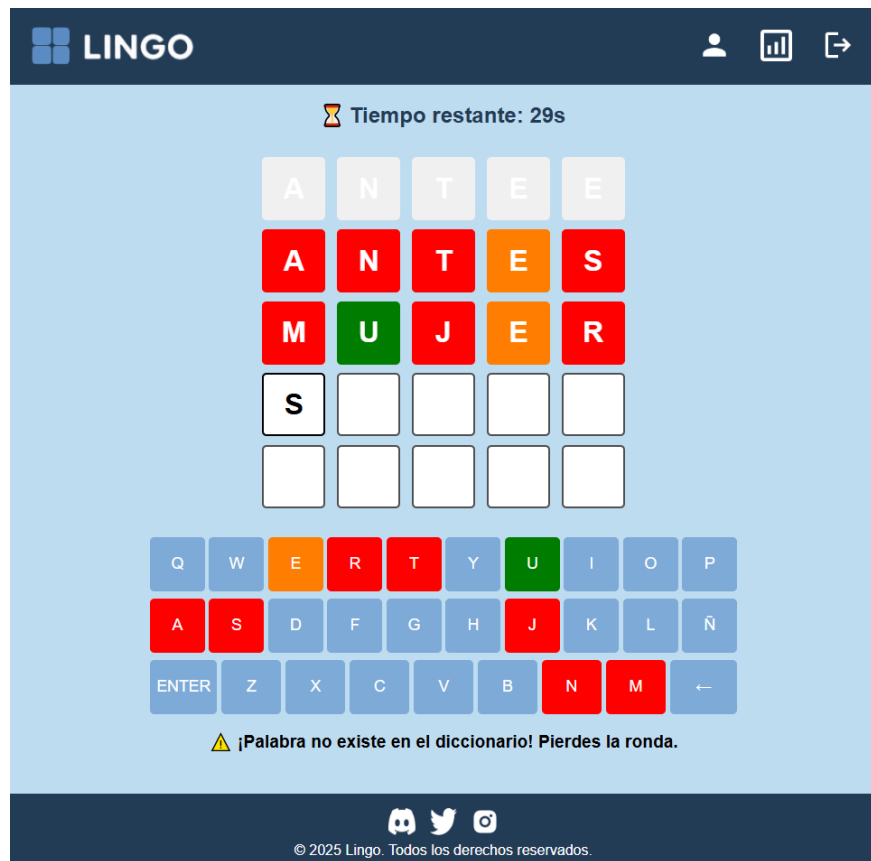 LINGO
⏳ Tiempo restante: 29s
A N T E E
A N T E S
M U J E R
S
Q W E R T Y U I O P
A S D F G H J K L Ñ
ENTER Z X C V B N M ←
⚠ ¡Palabra no existe en el diccionario! Pierdes la ronda.
© 2025 Lingo. Todos los derechos reservados.